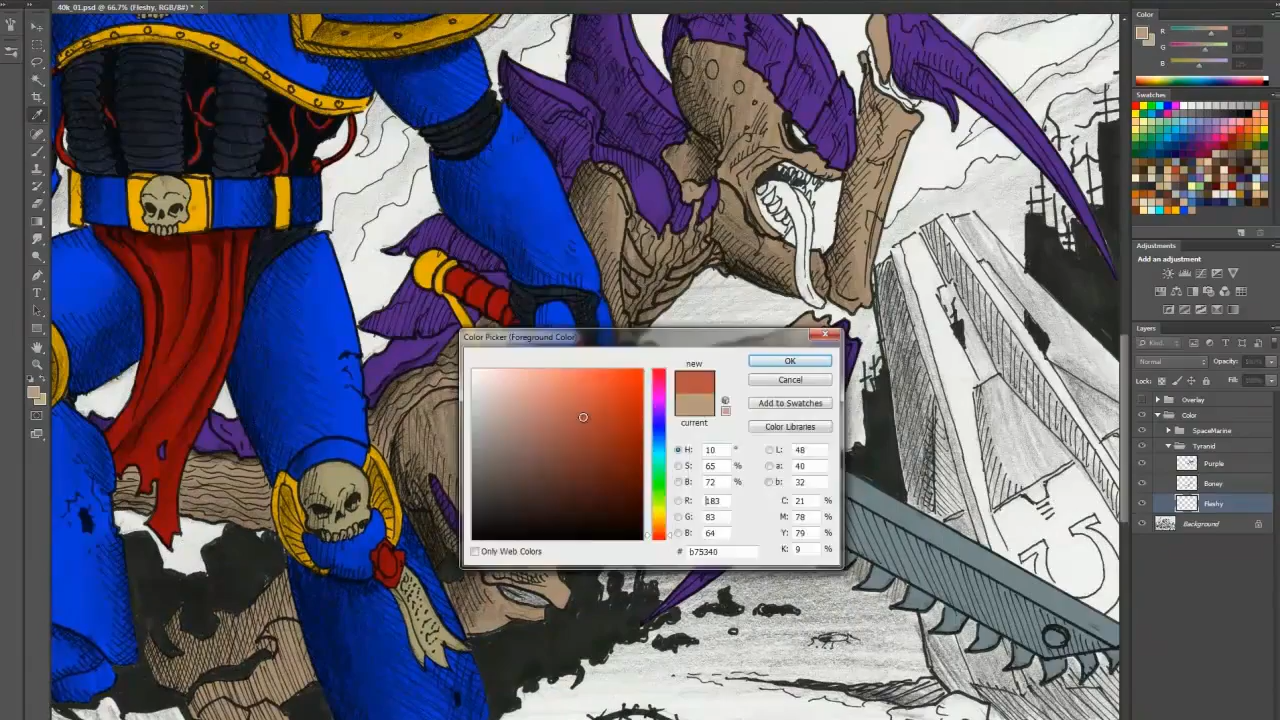 40k_01.psd @ 66.7% (Fleshy, RGB/8#) * ×
Color
R
G
B
Swatches
Adjustments
Add an adjustment
Layers
Kind
Normal
Opacity:
Lock:
Fill:
Overlay
Color
SpaceMarine
Tyranid
Purple
Boney
Fleshy
Background
Color Picker (Foreground Color)
new
current
OK
Cancel
Add to Swatches
Color Libraries
H: 10 °
S: 65 %
B: 72 %
R: 183
G: 83
B: 64
L: 48
a: 40
b: 32
C: 21 %
M: 78 %
Y: 79 %
K: 9 %
# b75340
Only Web Colors